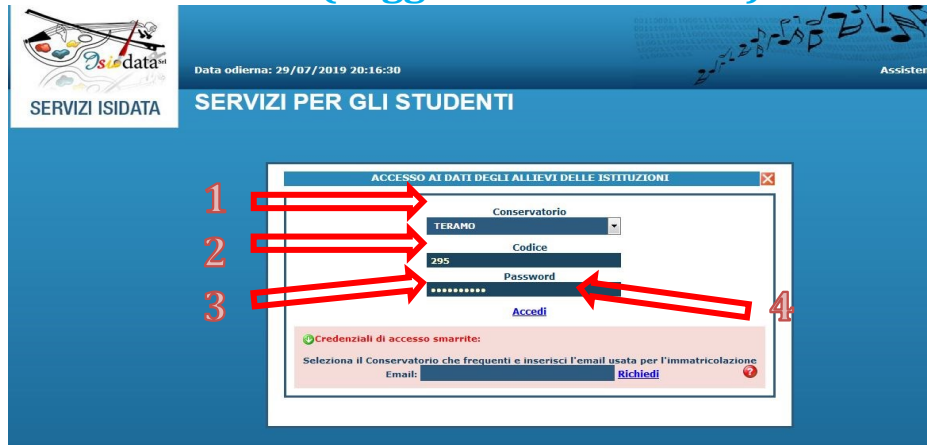 Isidata srl
Data odierna: 29/07/2019 20:16:30
SERVIZI ISIDATA
SERVIZI PER GLI STUDENTI
ACCESSO AI DATI DEGLI ALLIEVI DELLE ISTITUZIONI
1
Conservatorio
TERAMO
2
Codice
295
Password
••••••••••
3
4
Accedi
Credenziali di accesso smarrite:
Seleziona il Conservatorio che frequenti e inserisci l'email usata per l'immatricolazione
Email: Richiedi ?